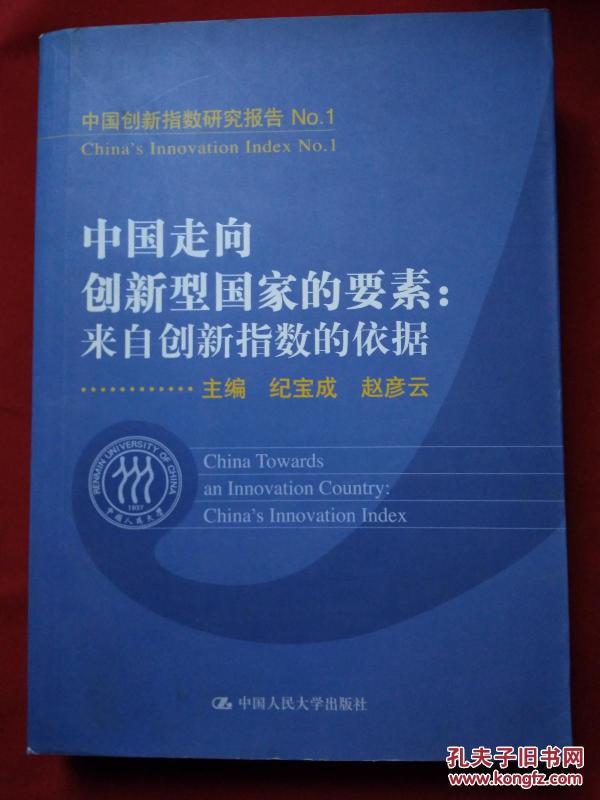 中国创新指数研究报告 No.1
China's Innovation Index No.1
中国走向
创新型国家的要素：
来自创新指数的依据
············主编 纪宝成 赵彦云
RENMIN UNIVERSITY OF CHINA
1937
中国人民大学
China Towards
an Innovation Country:
China's Innovation Index
中国人民大学出版社
孔夫子旧书网
www.kongfz.com